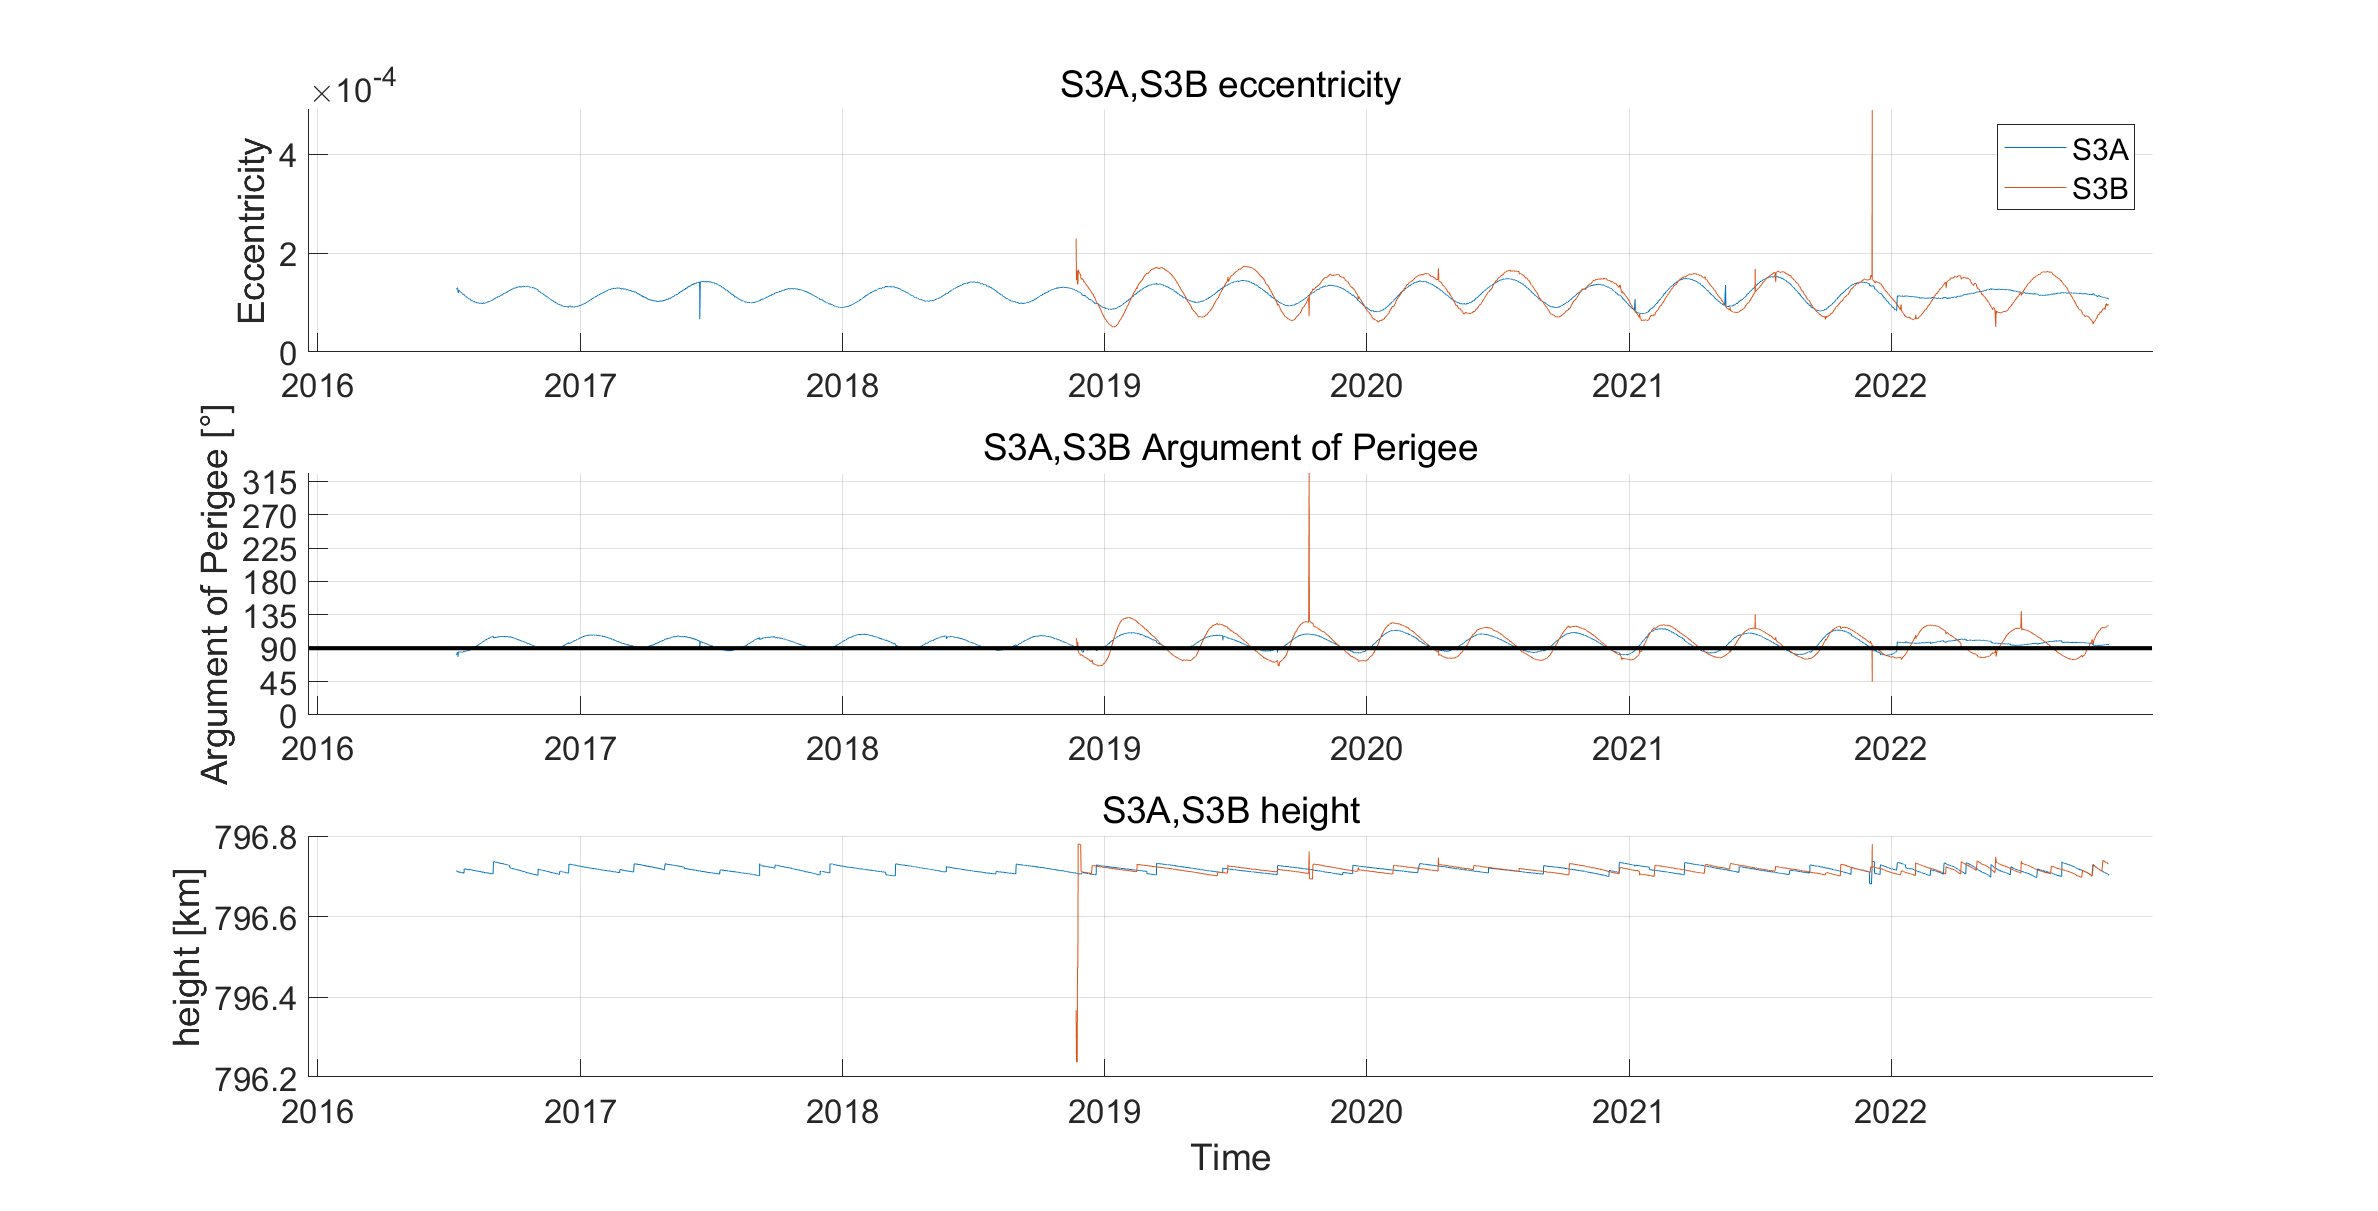 S3A,S3B eccentricity
×10-4
Eccentricity
4
2
0
S3A
S3B
2016 2017 2018 2019 2020 2021 2022
S3A,S3B Argument of Perigee
Argument of Perigee [°]
315
270
225
180
135
90
45
0
2016 2017 2018 2019 2020 2021 2022
S3A,S3B height
height [km]
796.8
796.6
796.4
796.2
2016 2017 2018 2019 2020 2021 2022
Time